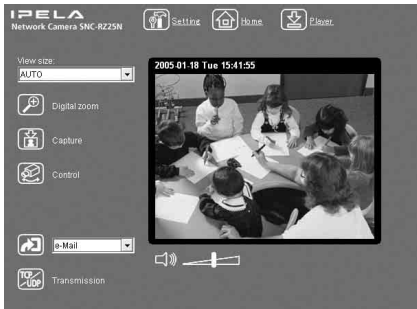 IPELA
Network Camera SNC-RZ25N
Setting
Home
Player
View size:
AUTO
2005-01-18 Tue 15:41:55
Digital zoom
Capture
Control
e-Mail
TCP/UDP
Transmission